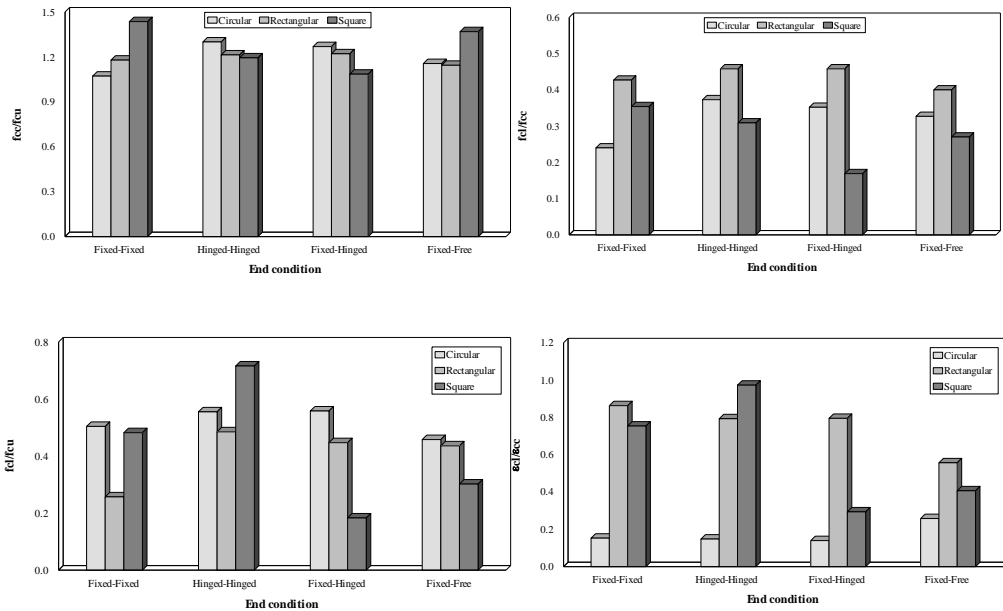 1.5
1.2
0.9
0.6
0.3
0.0
fcc/fcu
Circular Rectangular Square
Fixed-Fixed Hinged-Hinged Fixed-Hinged Fixed-Free
End condition
0.6
0.5
0.4
0.3
0.2
0.1
0.0
fcl/fcc
Circular Rectangular Square
Fixed-Fixed Hinged-Hinged Fixed-Hinged Fixed-Free
End condition
0.8
0.6
0.4
0.2
0.0
fcl/fcu
Circular
Rectangular
Square
Fixed-Fixed Hinged-Hinged Fixed-Hinged Fixed-Free
End condition
1.2
1.0
0.8
0.6
0.4
0.2
0.0
εcl/εcc
Circular
Rectangular
Square
Fixed-Fixed Hinged-Hinged Fixed-Hinged Fixed-Free
End condition